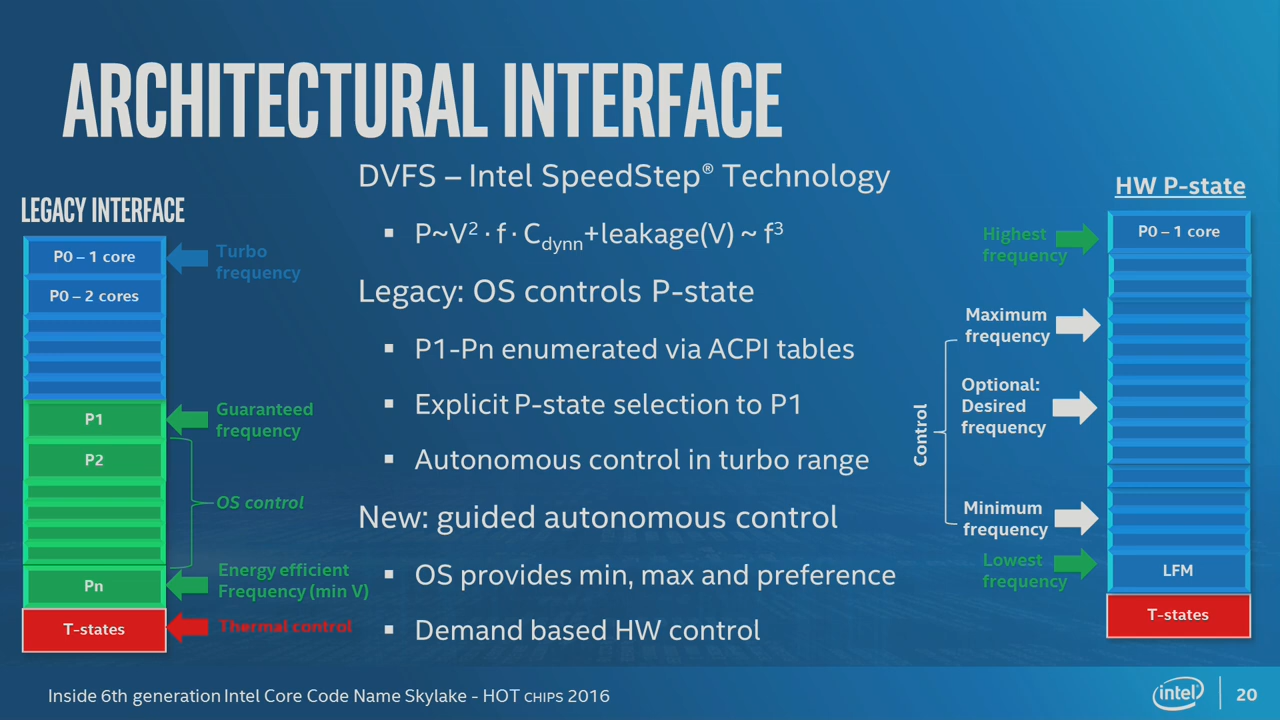 ARCHITECTURAL INTERFACE
LEGACY INTERFACE
P0 – 1 core
P0 – 2 cores
P1
P2
Pn
T-states
Turbo
frequency
Guaranteed
frequency
OS control
Energy efficient
Frequency (min V)
Thermal control
DVFS – Intel SpeedStep® Technology
▪ P~V² · f · Cdynn+leakage(V) ~ f³
Legacy: OS controls P-state
▪ P1-Pn enumerated via ACPI tables
▪ Explicit P-state selection to P1
▪ Autonomous control in turbo range
New: guided autonomous control
▪ OS provides min, max and preference
▪ Demand based HW control
HW P-state
Highest
frequency
Maximum
frequency
Optional:
Desired
frequency
Control
Minimum
frequency
Lowest
frequency
P0 – 1 core
LFM
T-states
Inside 6th generation Intel Core Code Name Skylake - HOT CHIPS 2016
intel
20